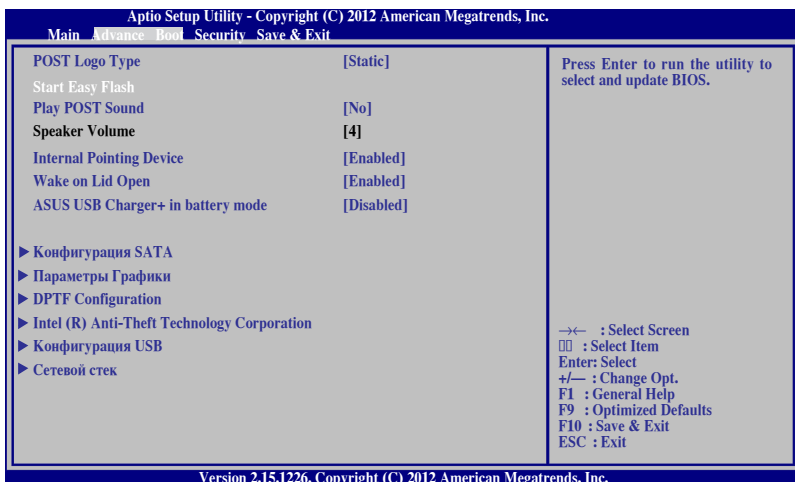 Aptio Setup Utility - Copyright (C) 2012 American Megatrends, Inc.
Main Advance Boot Security Save & Exit
POST Logo Type [Static]
Start Easy Flash
Play POST Sound [No]
Speaker Volume [4]
Internal Pointing Device [Enabled]
Wake on Lid Open [Enabled]
ASUS USB Charger+ in battery mode [Disabled]
Конфигурация SATA
Параметры Графики
DPTF Configuration
Intel (R) Anti-Theft Technology Corporation
Конфигурация USB
Сетевой стек
Press Enter to run the utility to
select and update BIOS.
→← : Select Screen
: Select Item
Enter: Select
+/— : Change Opt.
F1 : General Help
F9 : Optimized Defaults
F10 : Save & Exit
ESC : Exit
Version 2.15.1226. Copyright (C) 2012 American Megatrends, Inc.